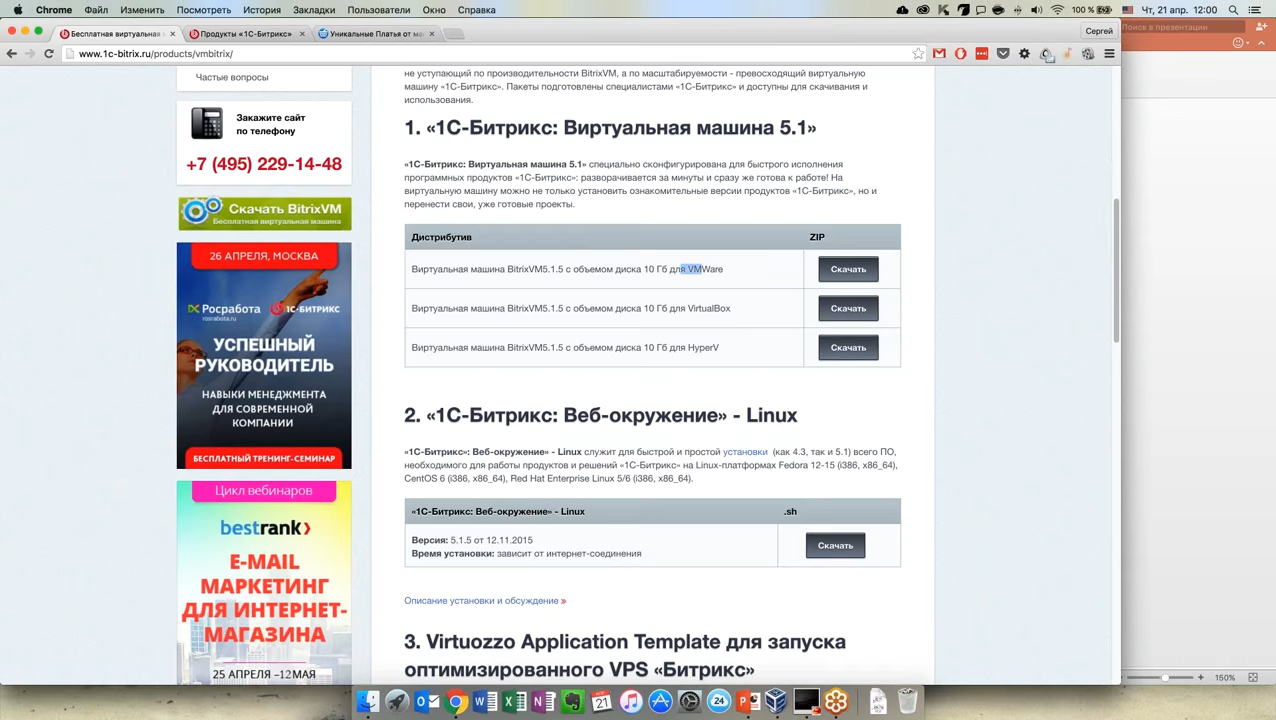 Chrome Файл Изменить Посмотреть История Закладки Пользователи Окно Справка
100 % Чт, 21 апр. 12:00
Бесплатная виртуальная
Продукты «1С-Битрикс»
Уникальные Платья от ма
Сергей
Поиск в презентации
www.1c-bitrix.ru/products/vmbitrix/
Частые вопросы
Закажите сайт
по телефону
+7 (495) 229-14-48
Скачать BitrixVM
Бесплатная виртуальная машина
26 АПРЕЛЯ, МОСКВА
Росработа
rosrabota.ru
1С-БИТРИКС
УСПЕШНЫЙ
РУКОВОДИТЕЛЬ
НАВЫКИ МЕНЕДЖМЕНТА
ДЛЯ СОВРЕМЕННОЙ
КОМПАНИИ
БЕСПЛАТНЫЙ ТРЕНИНГ-СЕМИНАР
Цикл вебинаров
bestrank
E-MAIL
МАРКЕТИНГ
ДЛЯ ИНТЕРНЕТ-
МАГАЗИНА
25 АПРЕЛЯ -12МАЯ
не уступающий по производительности BitrixVM, а по масштабируемости - превосходящий виртуальную
машину «1С-Битрикс». Пакеты подготовлены специалистами «1С-Битрикс» и доступны для скачивания и
использования.
1. «1С-Битрикс: Виртуальная машина 5.1»
«1С-Битрикс: Виртуальная машина 5.1» специально сконфигурирована для быстрого исполнения
программных продуктов «1С-Битрикс»: разворачивается за минуты и сразу же готова к работе! На
виртуальную машину можно не только установить ознакомительные версии продуктов «1С-Битрикс», но и
перенести свои, уже готовые проекты.
Дистрибутив ZIP
Виртуальная машина BitrixVM5.1.5 с объемом диска 10 Гб для VMWare Скачать
Виртуальная машина BitrixVM5.1.5 с объемом диска 10 Гб для VirtualBox Скачать
Виртуальная машина BitrixVM5.1.5 с объемом диска 10 Гб для HyperV Скачать
2. «1С-Битрикс: Веб-окружение» - Linux
«1С-Битрикс»: Веб-окружение» - Linux служит для быстрой и простой установки (как 4.3, так и 5.1) всего ПО,
необходимого для работы продуктов и решений «1С-Битрикс» на Linux-платформах Fedora 12-15 (i386, x86_64),
CentOS 6 (i386, x86_64), Red Hat Enterprise Linux 5/6 (i386, x86_64).
«1С-Битрикс: Веб-окружение» - Linux .sh
Версия: 5.1.5 от 12.11.2015
Время установки: зависит от интернет-соединения
Скачать
Описание установки и обсуждение »
3. Virtuozzo Application Template для запуска
оптимизированного VPS «Битрикс»
150%